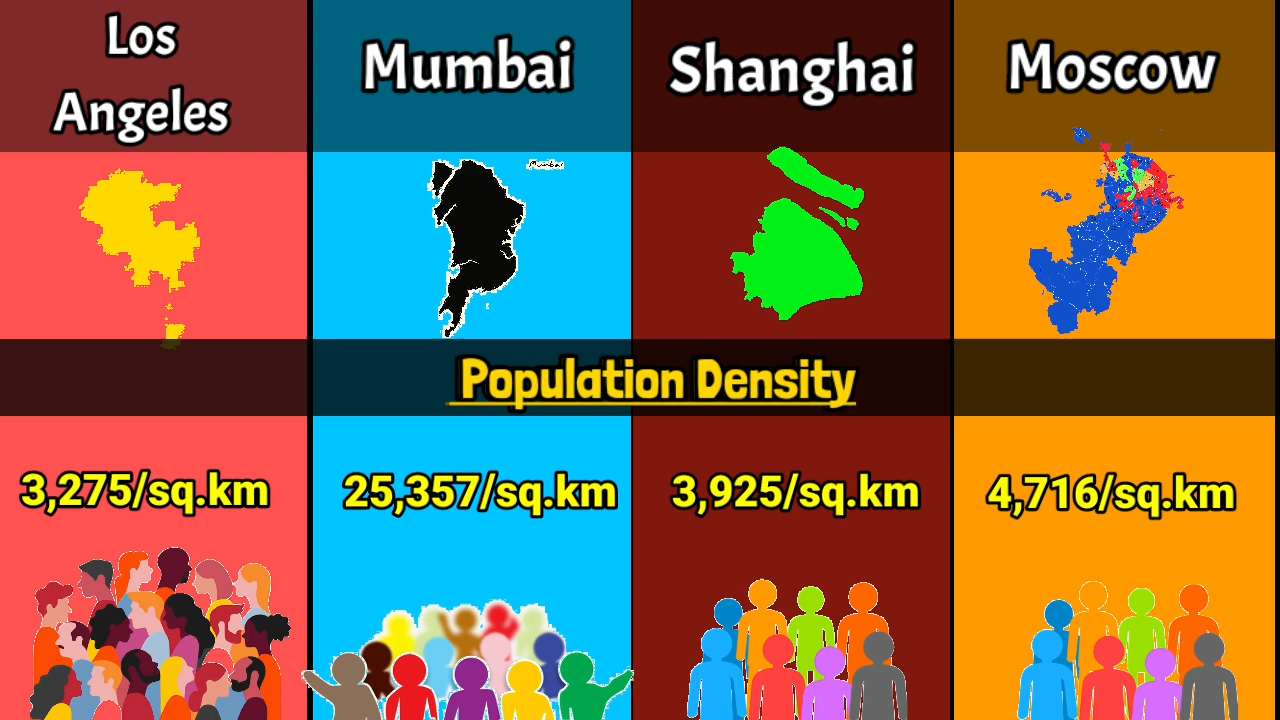 Los
Angeles
Mumbai
Shanghai
Moscow
Mumbai
Population Density
3,275/sq.km
25,357/sq.km
3,925/sq.km
4,716/sq.km